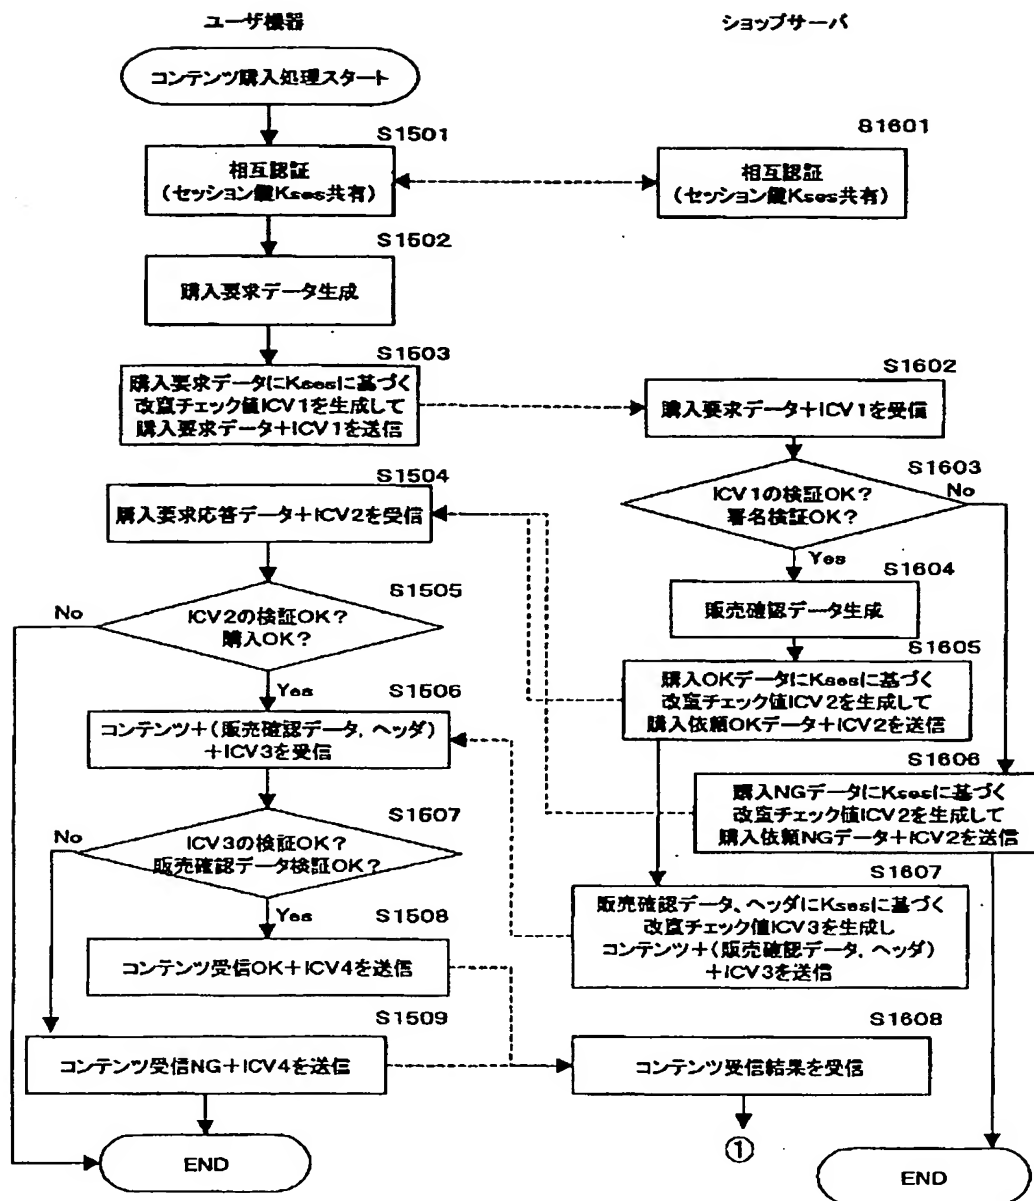 ユーザ機器
ショップサーバ
コンテンツ購入処理スタート
S1501
相互認証
(セッション鍵Kses共有)
S1601
相互認証
(セッション鍵Kses共有)
S1502
購入要求データ生成
S1503
購入要求データにKsesに基づく
改竄チェック値ICV1を生成して
購入要求データ+ICV1を送信
S1602
購入要求データ+ICV1を受信
S1603
ICV1の検証OK?
署名検証OK?
No
Yes
S1504
購入要求応答データ+ICV2を受信
S1604
販売確認データ生成
S1505
ICV2の検証OK?
購入OK?
No
Yes
S1605
購入OKデータにKsesに基づく
改竄チェック値ICV2を生成して
購入依頼OKデータ+ICV2を送信
S1506
コンテンツ+(販売確認データ,ヘッダ)
+ICV3を受信
S1606
購入NGデータにKsesに基づく
改竄チェック値ICV2を生成して
購入依頼NGデータ+ICV2を送信
S1507
ICV3の検証OK?
販売確認データ検証OK?
No
Yes
S1607
販売確認データ、ヘッダにKsesに基づく
改竄チェック値ICV3を生成し
コンテンツ+(販売確認データ,ヘッダ)
+ICV3を送信
S1508
コンテンツ受信OK+ICV4を送信
S1509
コンテンツ受信NG+ICV4を送信
S1608
コンテンツ受信結果を受信
①
END
END